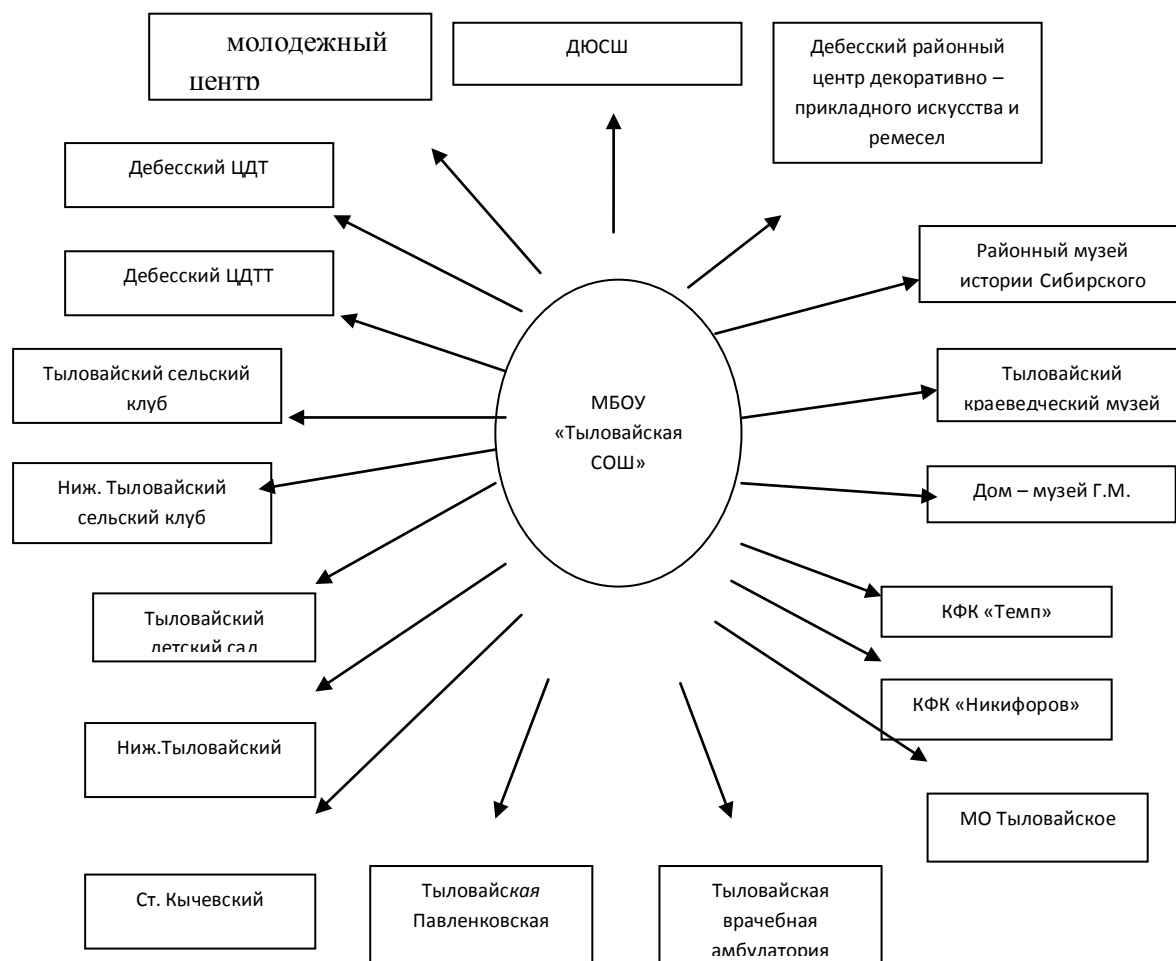 молодежный
центр
ДЮСШ
Дебесский районный
центр декоративно –
прикладного искусства и
ремесел
Дебесский ЦДТ
Районный музей
истории Сибирского
Дебесский ЦДТТ
Тыловайский сельский
клуб
Тыловайский
краеведческий музей
МБОУ
«Тыловайская
СОШ»
Ниж. Тыловайский
сельский клуб
Дом – музей Г.М.
Тыловайский
детский сад
КФК «Темп»
КФК «Никифоров»
Ниж.Тыловайский
МО Тыловайское
Ст. Кычевский
Тыловайская
Павленковская
Тыловайская
врачебная
амбулатория